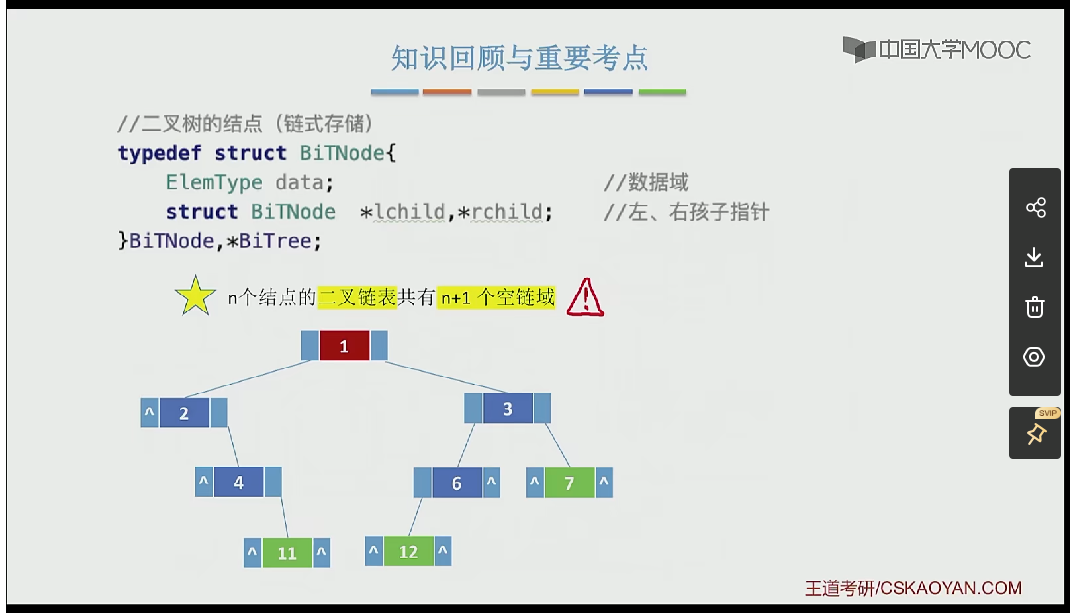 知识回顾与重要考点
中国大学MOOC
//二叉树的结点（链式存储）
typedef struct BiTNode{
ElemType data; //数据域
struct BiTNode *lchild,*rchild; //左、右孩子指针
}BiTNode,*BiTree;
n个结点的二叉链表共有 n+1 个空链域
1
^ 2
3
^ 4
6 ^
^ 7 ^
^ 11 ^
^ 12 ^
SVIP
王道考研/CSKAOYAN.COM